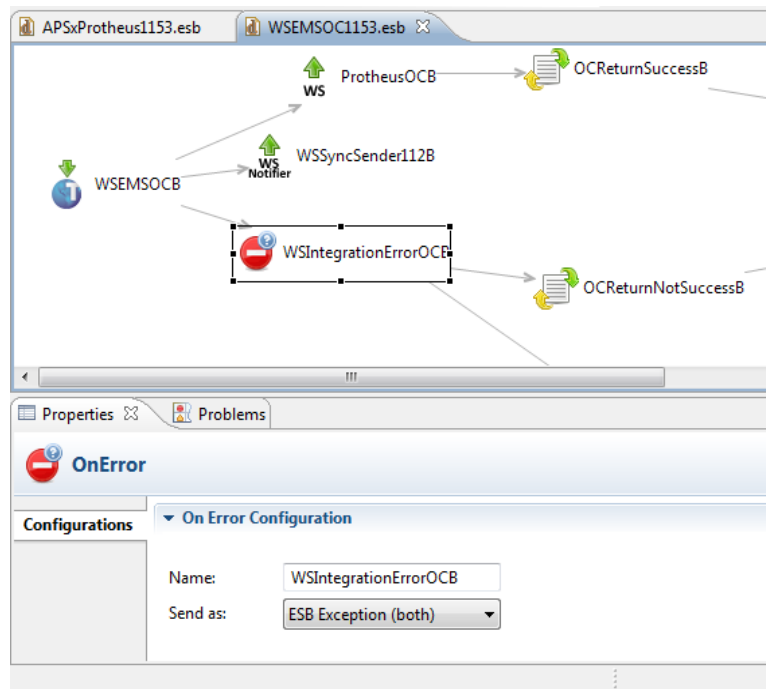 APSxProtheus1153.esb
WSEMSOC1153.esb
WS
ProtheusOCB
OCReturnSuccessB
WSEMSOCB
WS
Notifier
WSSyncSender112B
WSIntegrationErrorOCB
OCReturnNotSuccessB
Properties
Problems
OnError
Configurations
On Error Configuration
Name:
WSIntegrationErrorOCB
Send as:
ESB Exception (both)